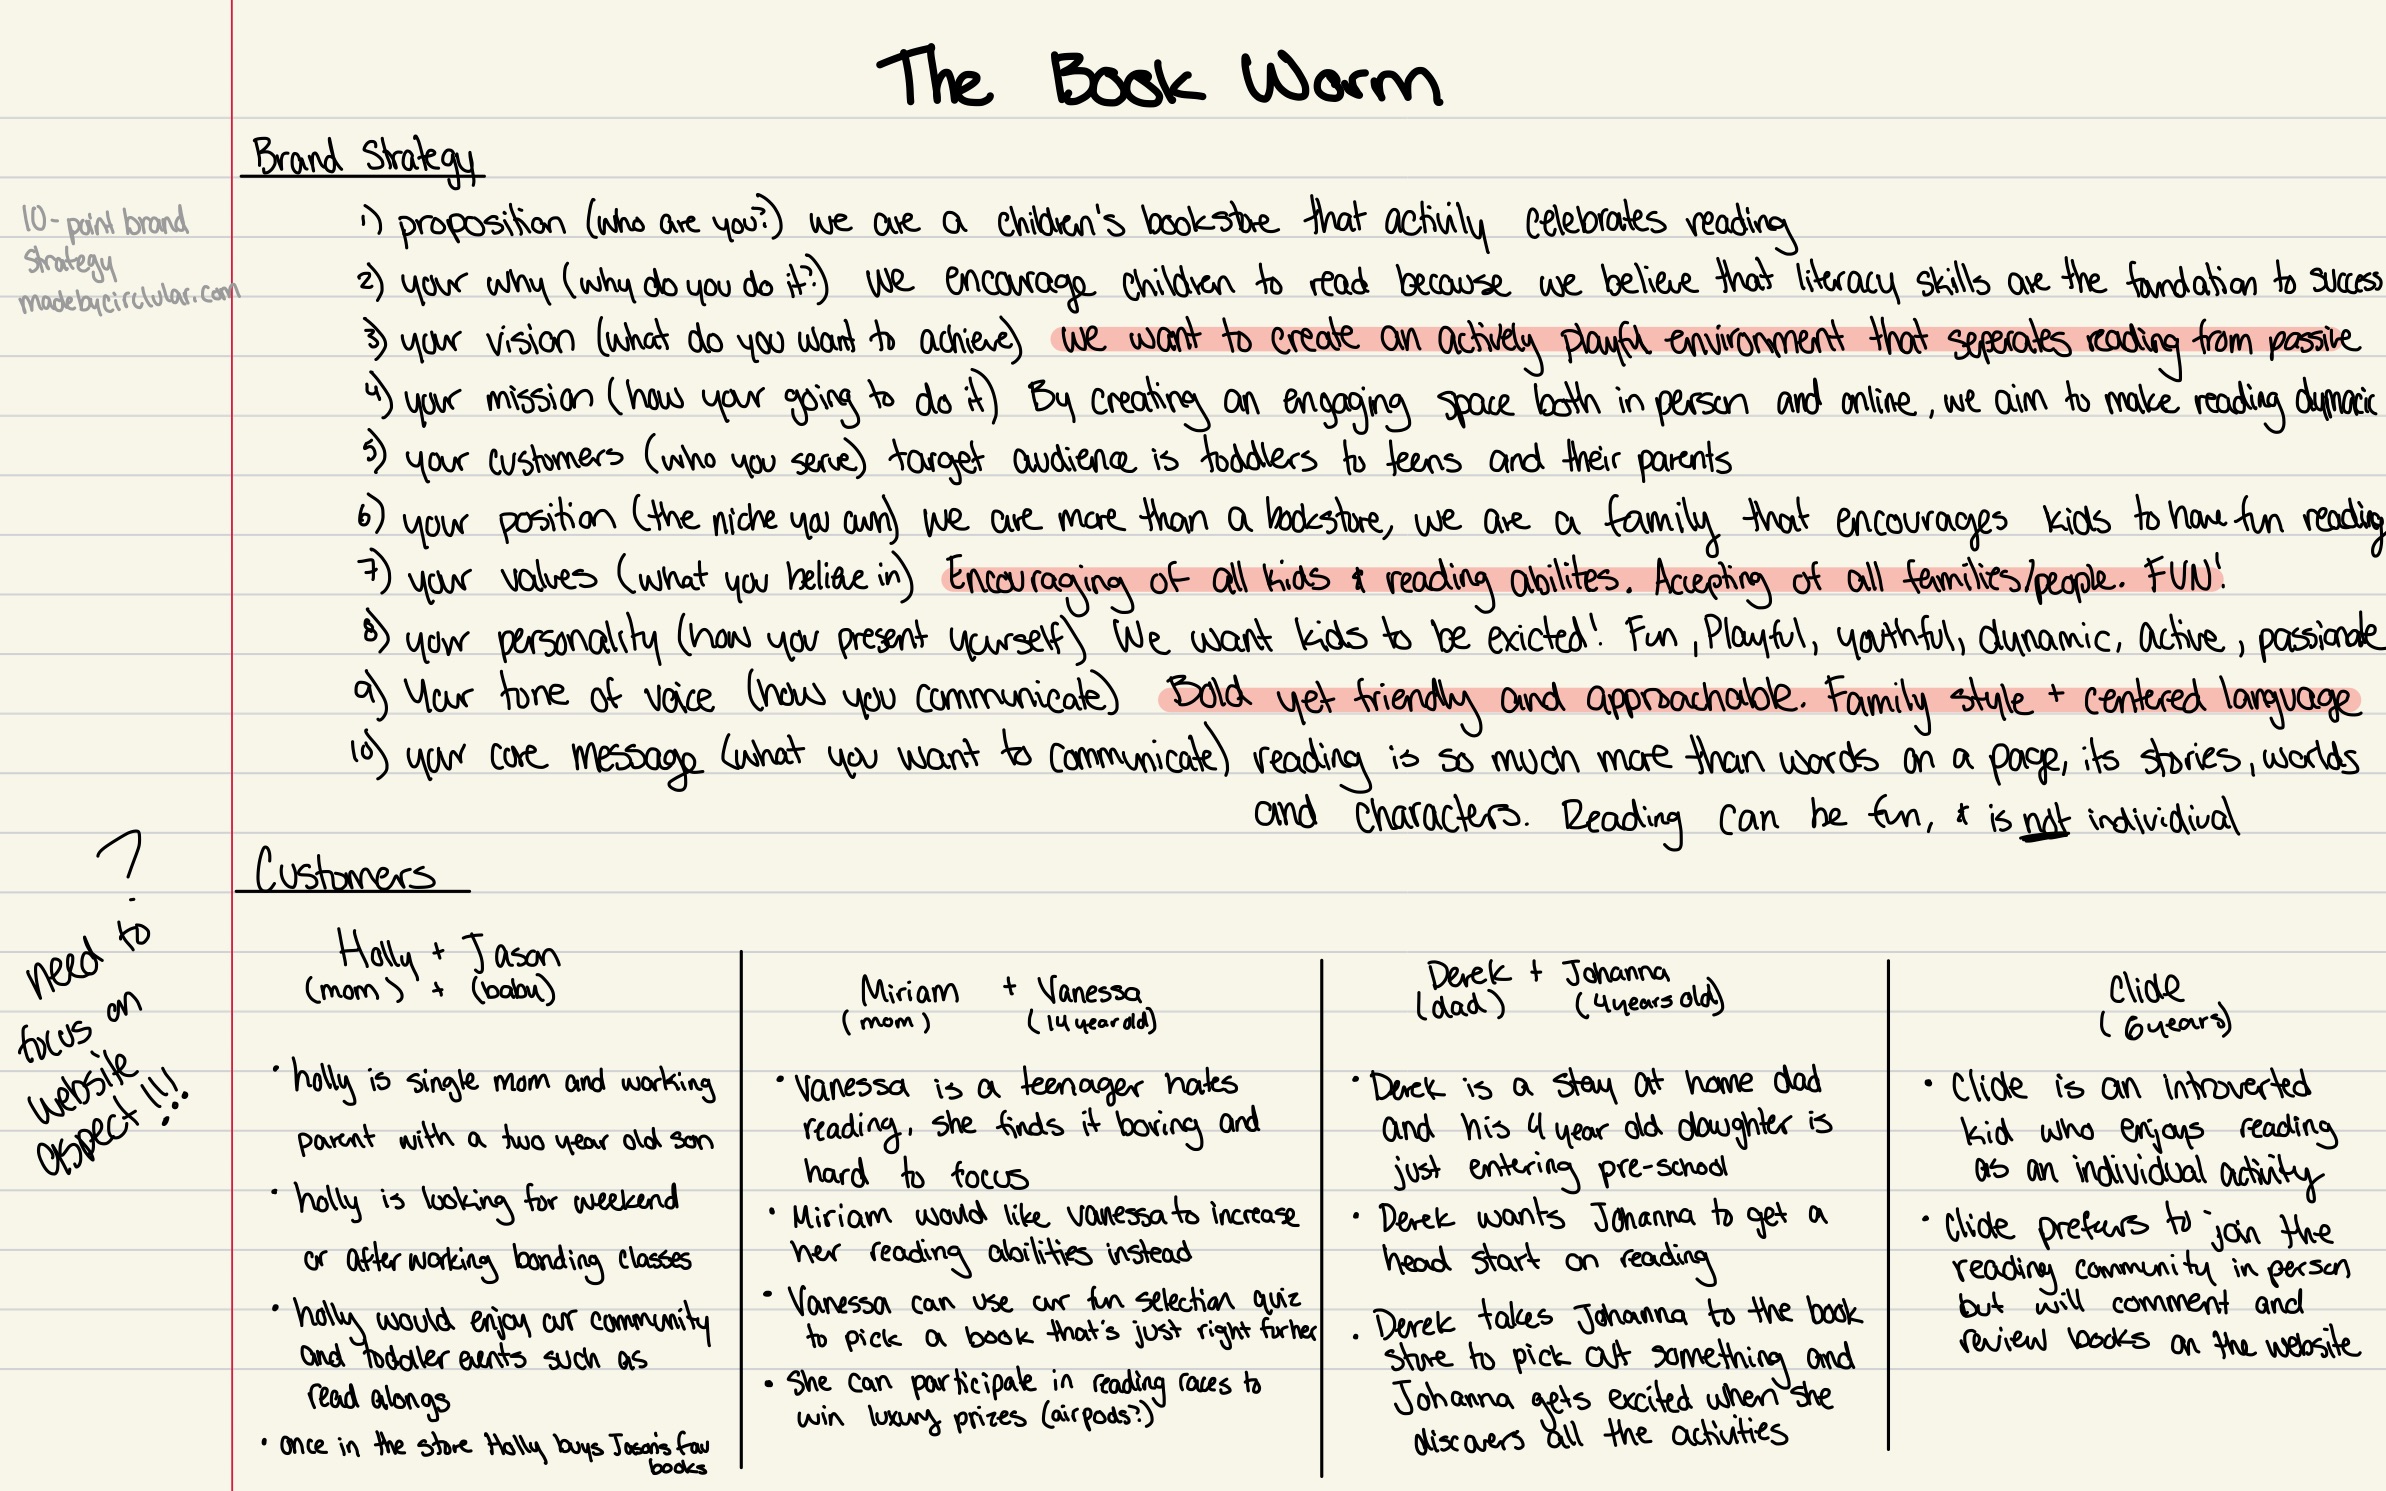 The Book Worm
Brand Strategy
10-point brand
strategy
madebycirclular.com
1) proposition (who are you?) we are a children's bookstore that activily celebrates reading
2) your why (why do you do it?) we encourage children to read because we believe that literacy skills are the foundation to success
3) your vision (what do you want to achieve) we want to create an actively playful environment that seperates reading from passive
4) your mission (how your going to do it) By creating an engaging space both in person and online, we aim to make reading dymacic
5) your customers (who you serve) target audience is toddlers to teens and their parents
6) your position (the niche you own) we are more than a bookstore, we are a family that encourages kids to have fun reading
7) your values (what you believe in) Encouraging of all kids & reading abilites. Accepting of all families/people. FUN!
8) your personality (how you present yourself) We want kids to be exicted! Fun, Playful, youthful, dynamic, active, passionate
9) Your tone of voice (how you communicate) Bold yet friendly and approachable. Family style + centered language
10) your core message (what you want to communicate) reading is so much more than words on a page, its stories, worlds
and characters. Reading can be fun, & is not individiual
?
need to
focus on
website
aspect!!!
Customers
Holly + Jason
(mom) + (baby)
• holly is single mom and working
parent with a two year old son
• holly is looking for weekend
or after working bonding classes
• holly would enjoy our community
and toddler events such as
read alongs
• once in the store Holly buys Jason's fav
books
Miriam + Vanessa
(mom) (14 year old)
• Vanessa is a teenager hates
reading, she finds it boring and
hard to focus
• Miriam would like Vanessa to increase
her reading abilities instead
• Vanessa can use our fun selection quiz
to pick a book that's just right for her
• She can participate in reading races to
win luxury prizes (airpods?)
Derek + Johanna
(dad) (4 years old)
• Derek is a stay at home dad
and his 4 year old daughter is
just entering pre-school
• Derek wants Johanna to get a
head start on reading
• Derek takes Johanna to the book
store to pick out something and
Johanna gets excited when she
discovers all the activities
Clide
(6 years)
• Clide is an introverted
kid who enjoys reading
as an individual activity
• Clide prefurs to join the
reading community in person
but will comment and
review books on the website